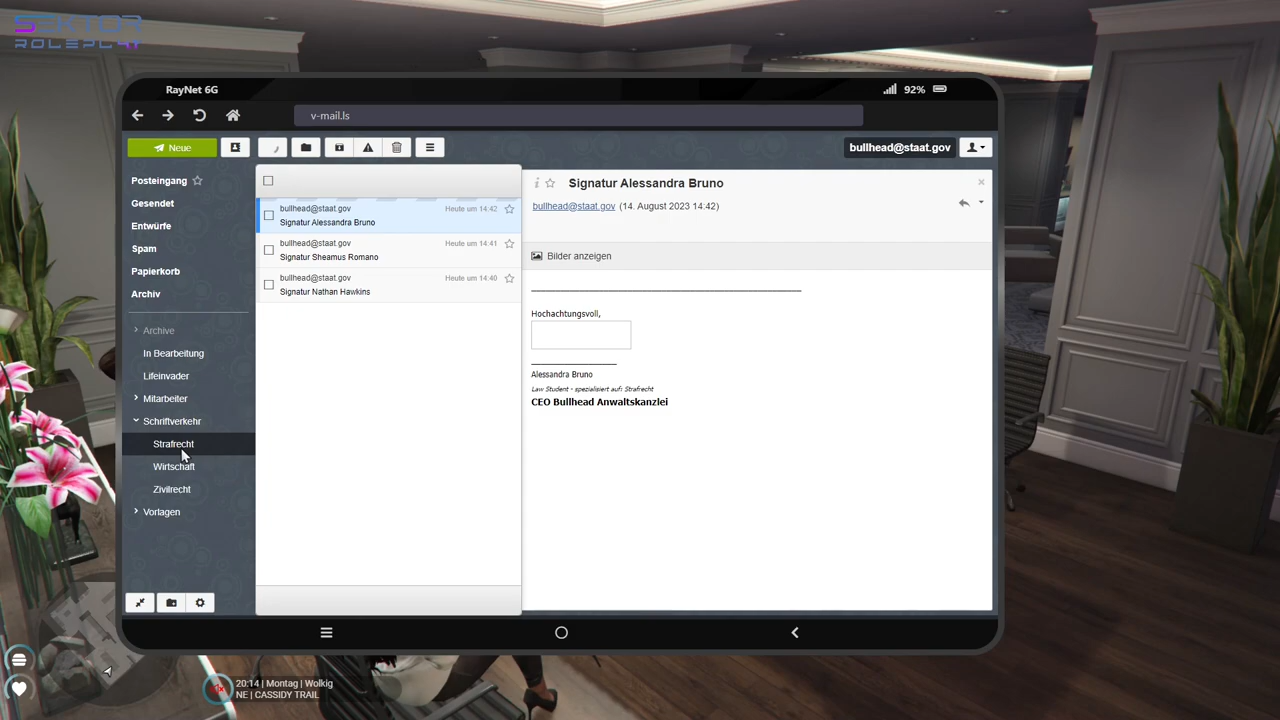 SEKTOR
ROLEPLAY
RayNet 6G
92%
v-mail.ls
Neue
bullhead@staat.gov
Posteingang
Gesendet
Entwürfe
Spam
Papierkorb
Archiv
Archive
In Bearbeitung
Lifeinvader
Mitarbeiter
Schriftverkehr
Strafrecht
Wirtschaft
Zivilrecht
Vorlagen
bullhead@staat.gov Heute um 14:42
Signatur Alessandra Bruno
bullhead@staat.gov Heute um 14:41
Signatur Sheamus Romano
bullhead@staat.gov Heute um 14:40
Signatur Nathan Hawkins
Signatur Alessandra Bruno
bullhead@staat.gov (14. August 2023 14:42)
Bilder anzeigen
Hochachtungsvoll,
Alessandra Bruno
Law Student - spezialisiert auf: Strafrecht
CEO Bullhead Anwaltskanzlei
20:14 | Montag | Wolkig
NE | CASSIDY TRAIL